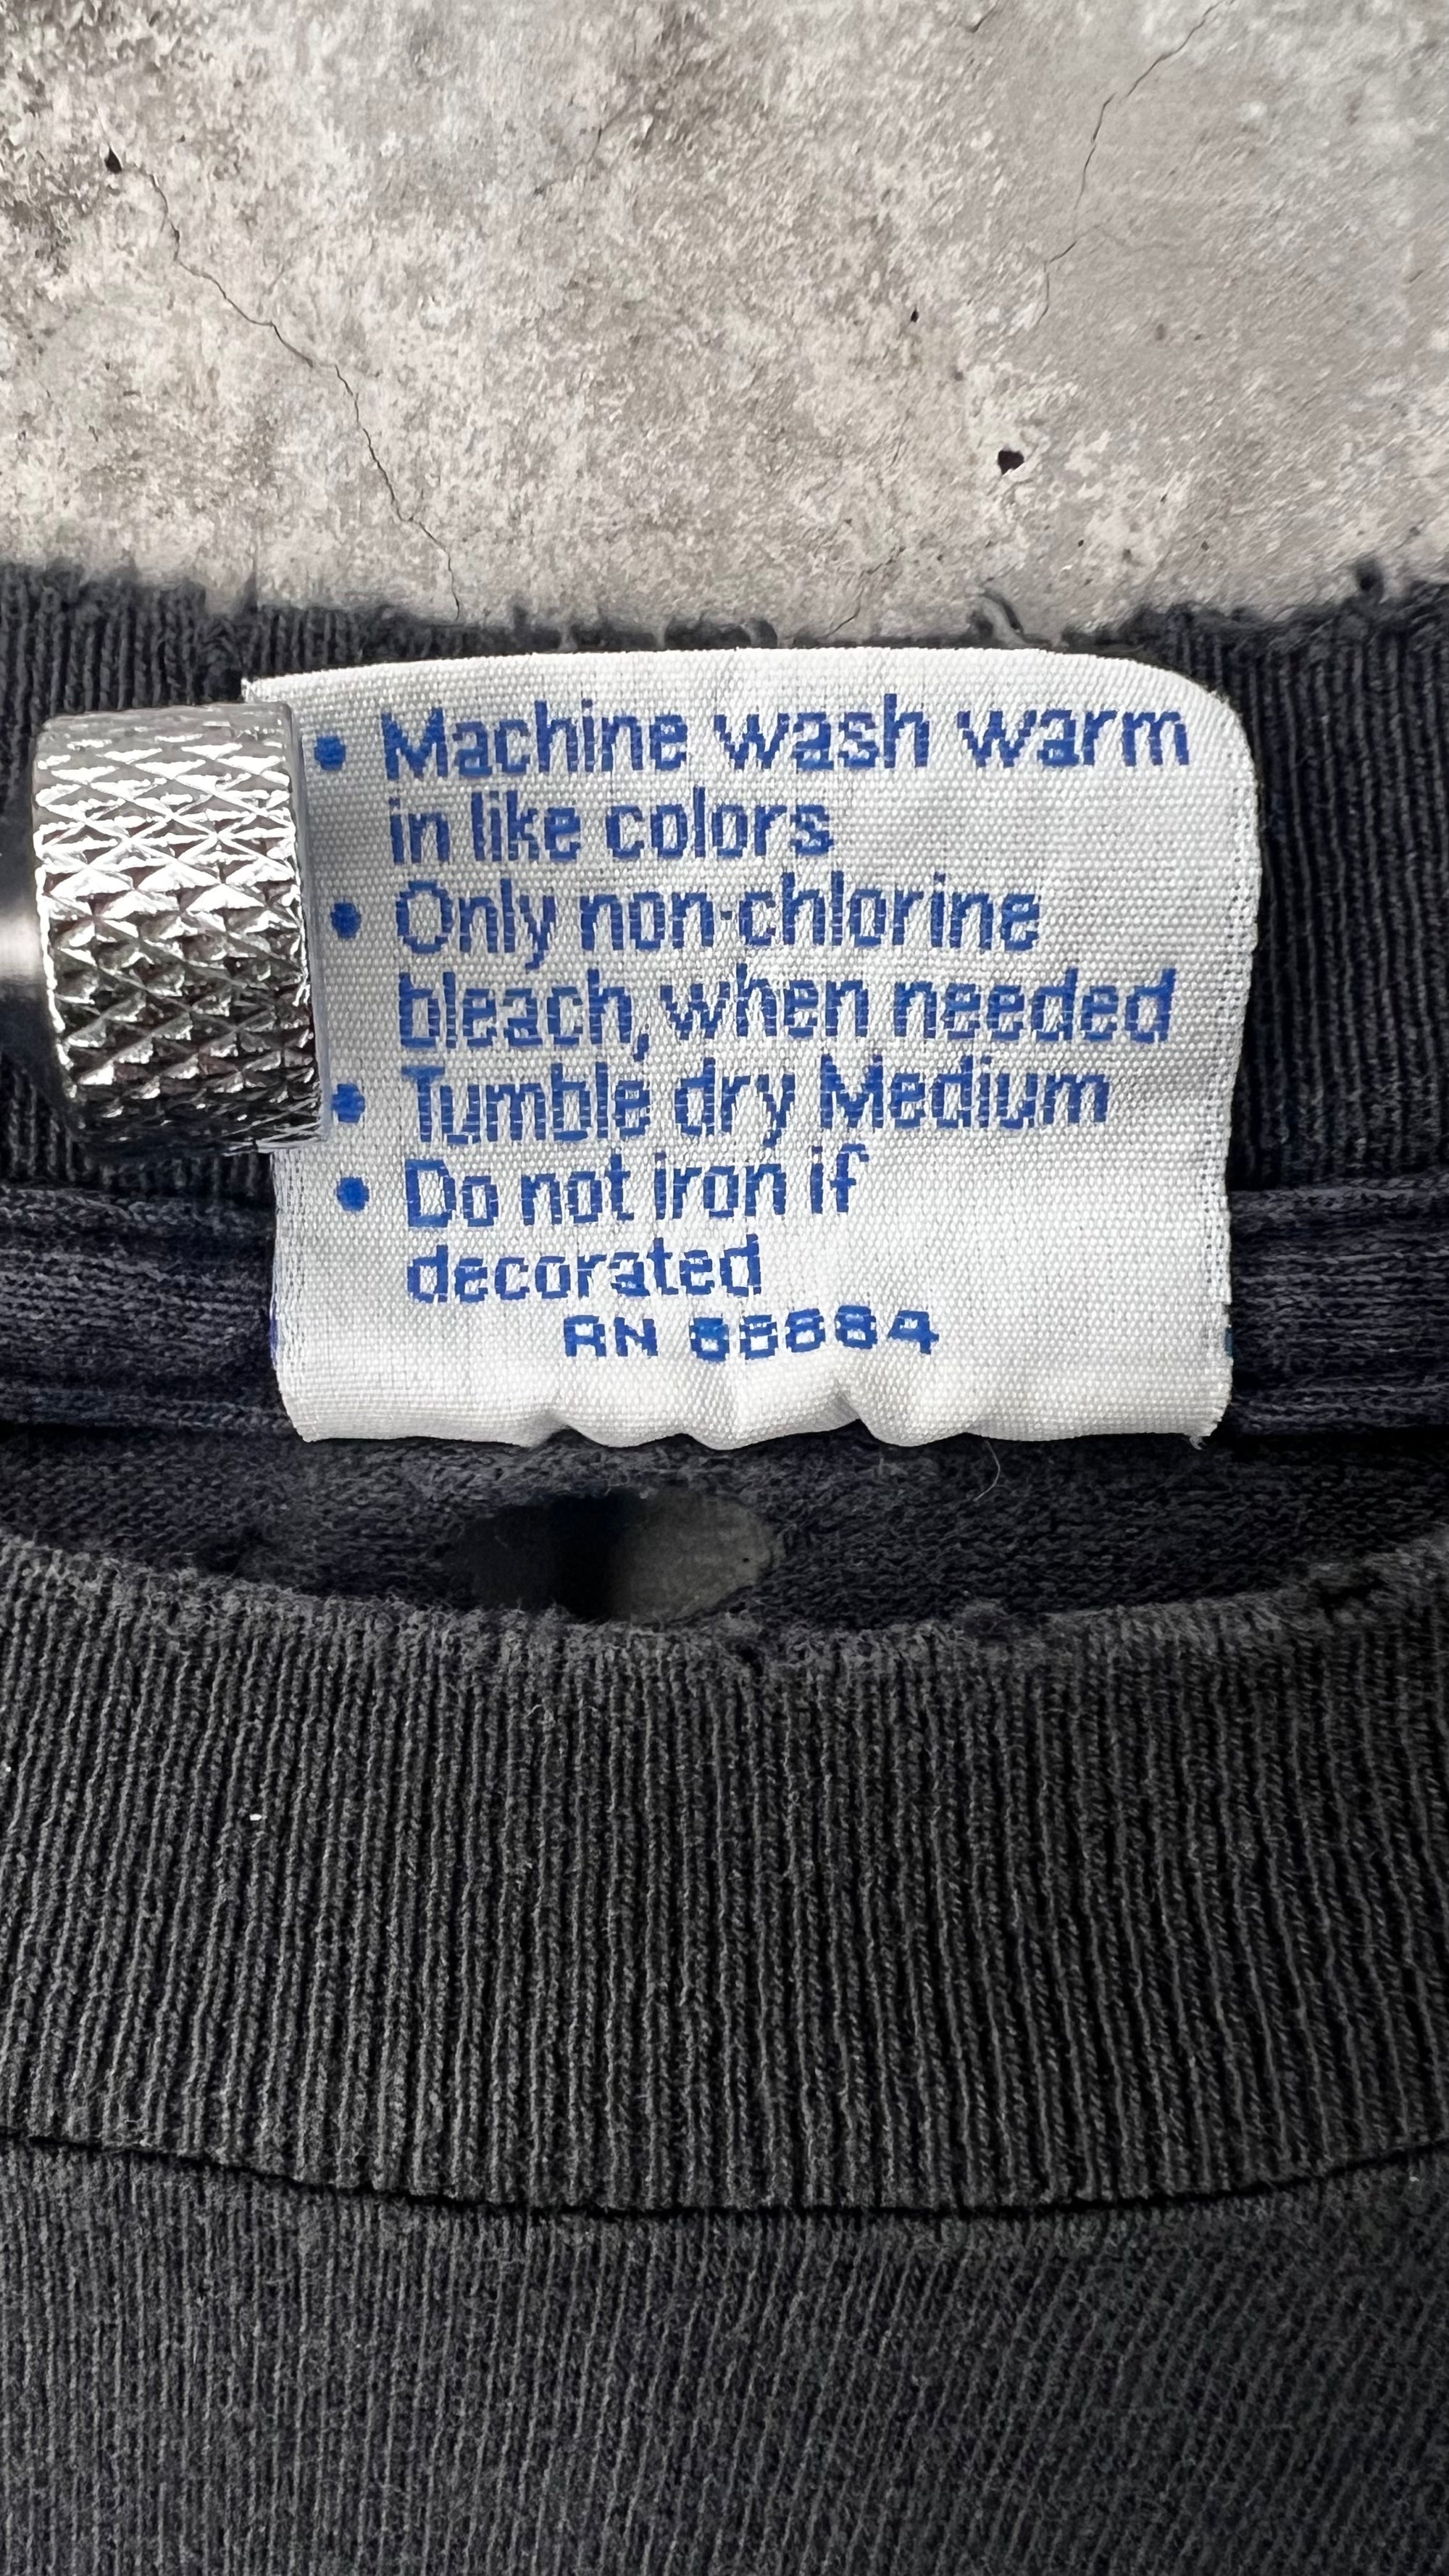 • Machine wash warm
in like colors
• Only non-chlorine
bleach, when needed
• Tumble dry Medium
• Do not iron if
decorated
RN